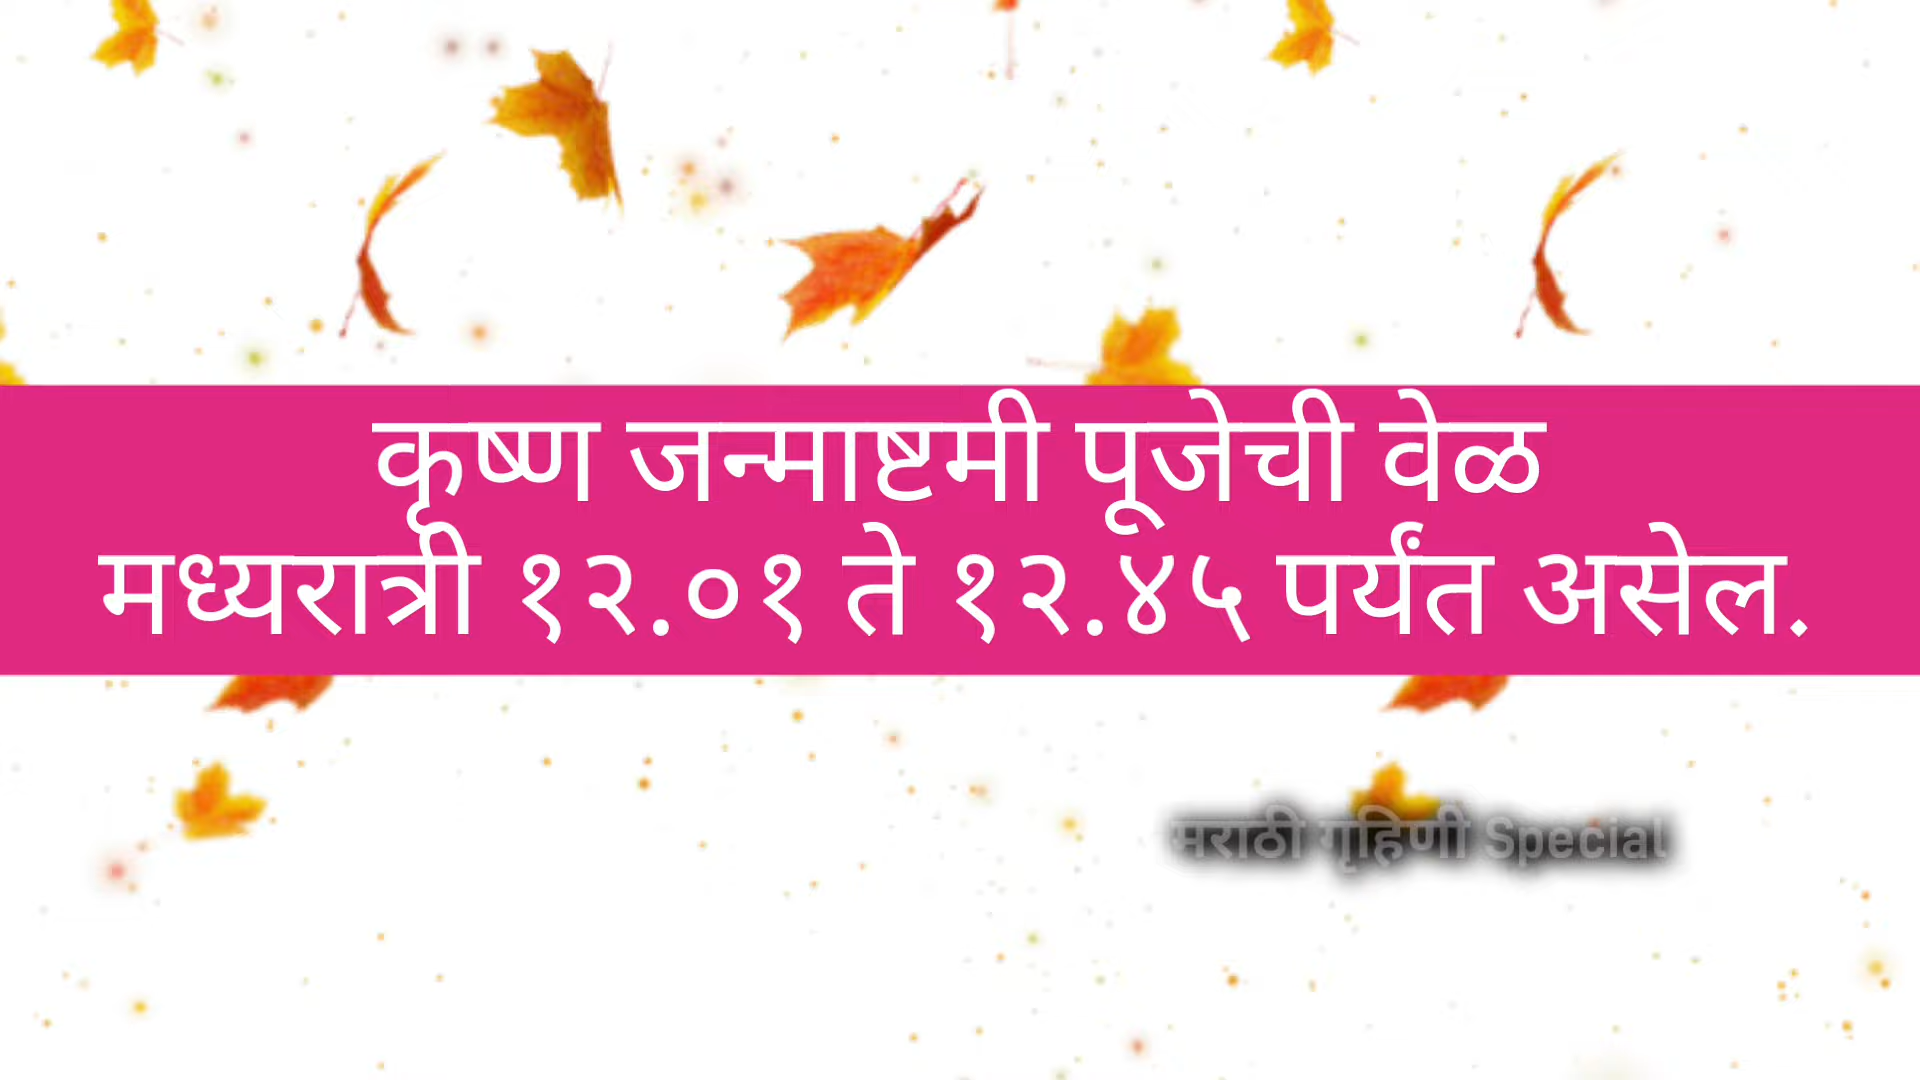 कृष्ण जन्माष्टमी पूजेची वेळ
मध्यरात्री १२.०१ ते १२.४५ पर्यंत असेल.
मराठी गृहिणी Special